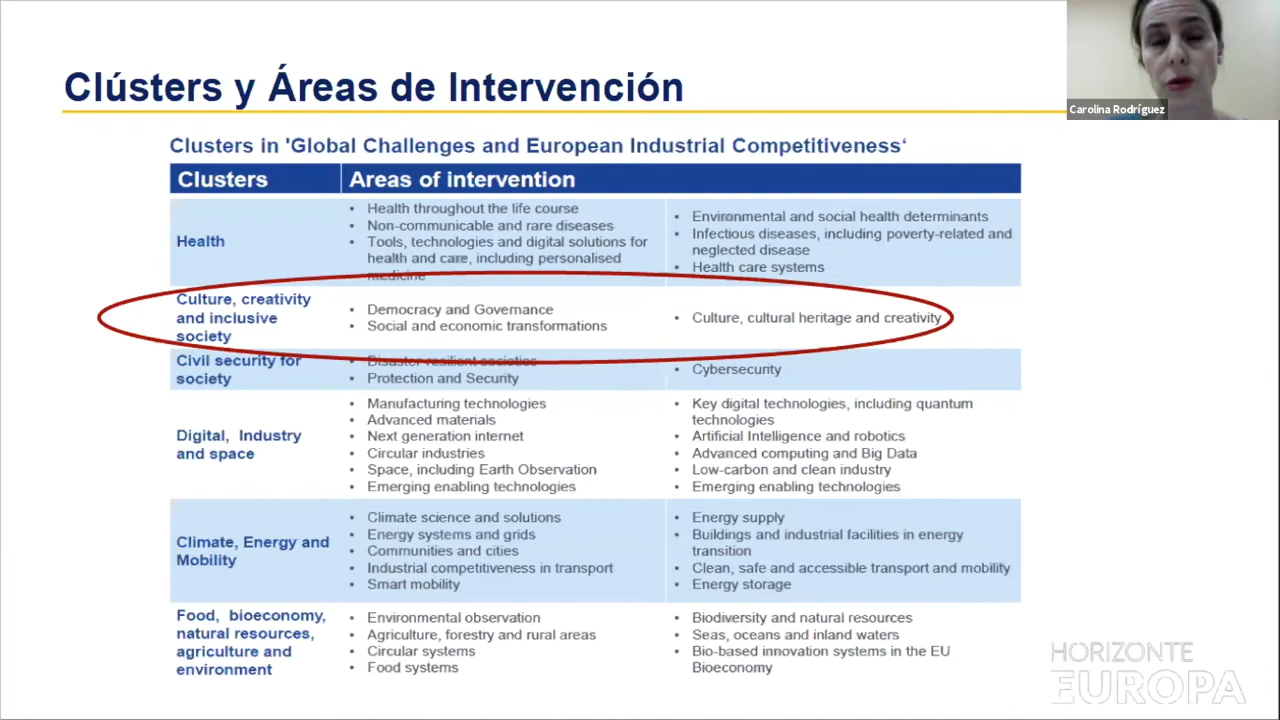 Clústers y Áreas de Intervención
Carolina Rodríguez
Clusters in 'Global Challenges and European Industrial Competitiveness‘
Clusters
Areas of intervention
Health
• Health throughout the life course
• Non-communicable and rare diseases
• Tools, technologies and digital solutions for
health and care, including personalised
medicine
• Environmental and social health determinants
• Infectious diseases, including poverty-related and
neglected disease
• Health care systems
Culture, creativity
and inclusive
society
• Democracy and Governance
• Social and economic transformations
• Culture, cultural heritage and creativity
Civil security for
society
• Disaster resilient societies
• Protection and Security
• Cybersecurity
Digital, Industry
and space
• Manufacturing technologies
• Advanced materials
• Next generation internet
• Circular industries
• Space, including Earth Observation
• Emerging enabling technologies
• Key digital technologies, including quantum
technologies
• Artificial Intelligence and robotics
• Advanced computing and Big Data
• Low-carbon and clean industry
• Emerging enabling technologies
Climate, Energy and
Mobility
• Climate science and solutions
• Energy systems and grids
• Communities and cities
• Industrial competitiveness in transport
• Smart mobility
• Energy supply
• Buildings and industrial facilities in energy
transition
• Clean, safe and accessible transport and mobility
• Energy storage
Food, bioeconomy,
natural resources,
agriculture and
environment
• Environmental observation
• Agriculture, forestry and rural areas
• Circular systems
• Food systems
• Biodiversity and natural resources
• Seas, oceans and inland waters
• Bio-based innovation systems in the EU
Bioeconomy
HORIZONTE
EUROPA